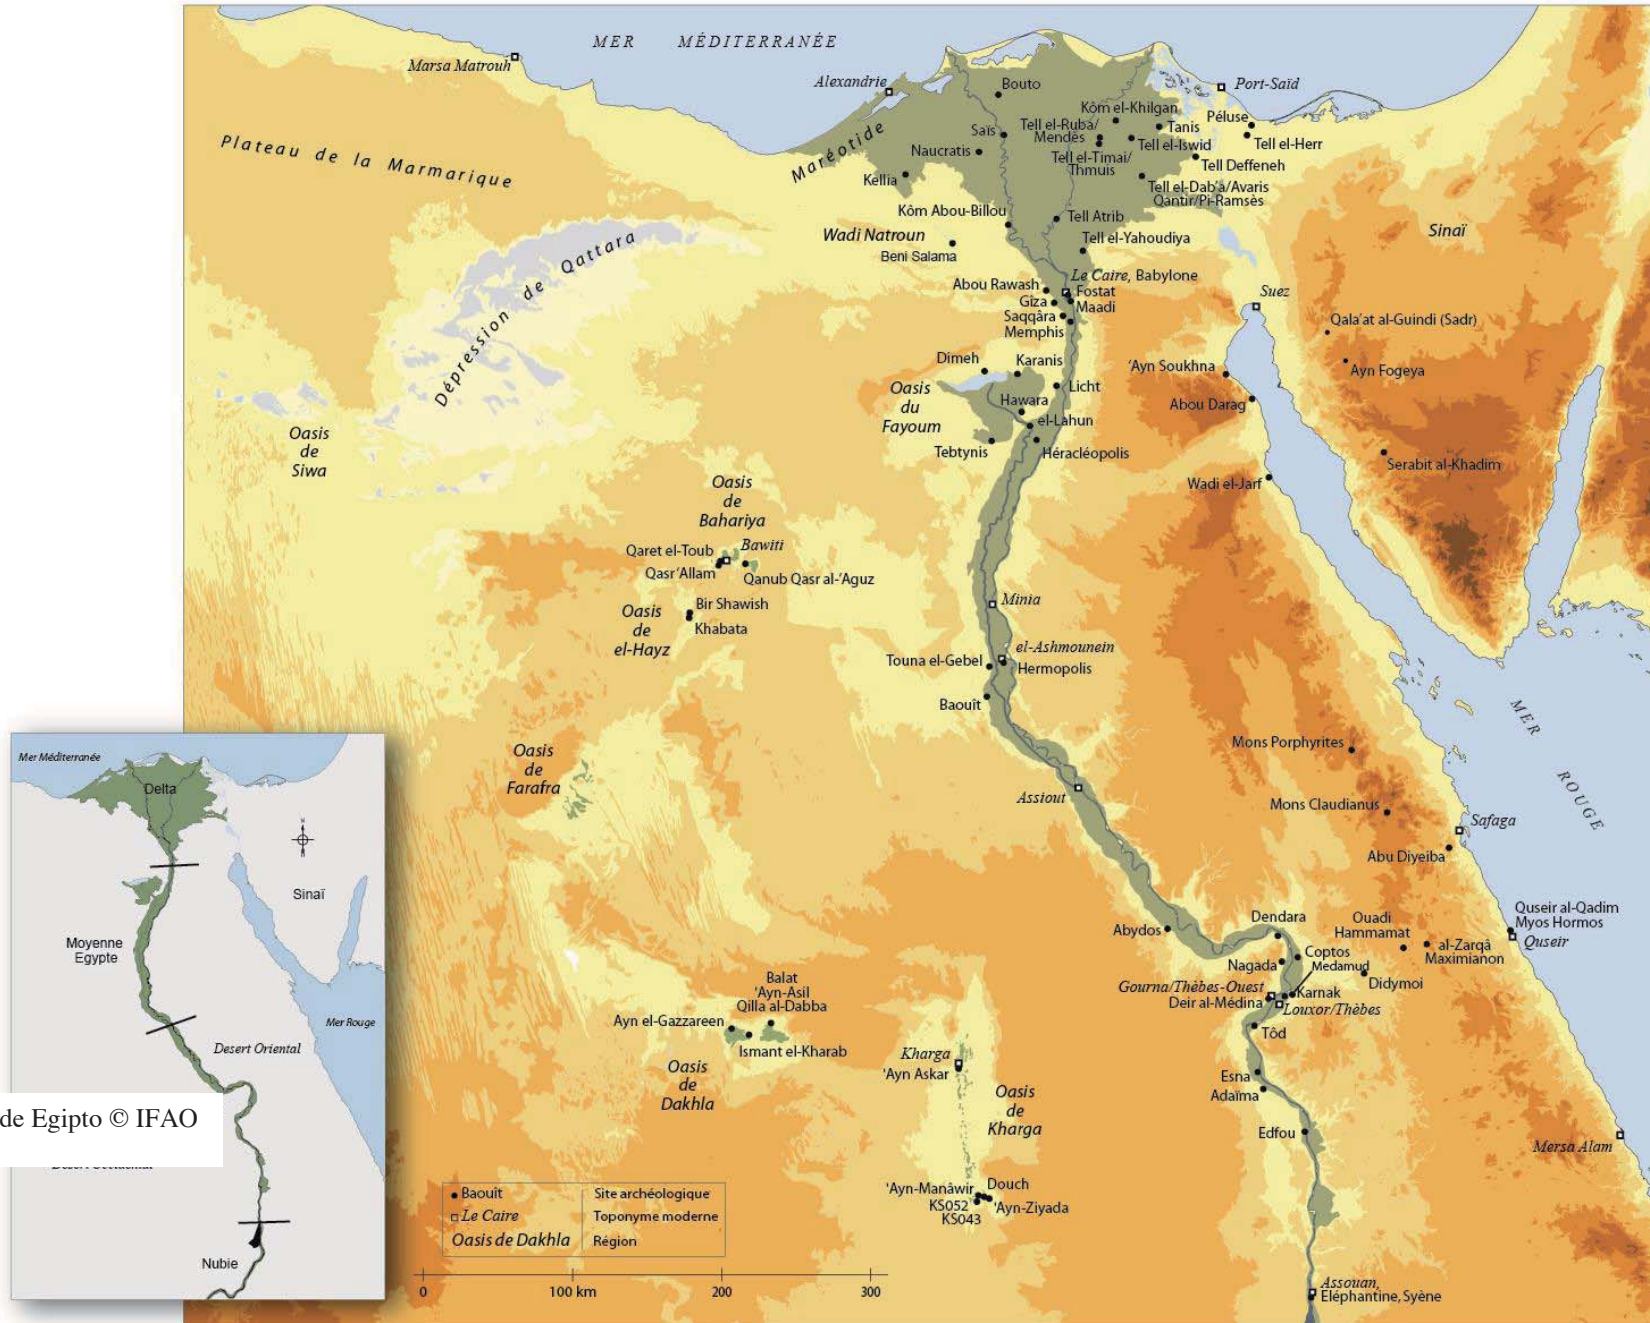 MER MÉDITERRANÉE
Marsa Matrouh
Alexandrie
Port-Saïd
Bouto
Kôm el-Khilgan
Péluse
Tell el-Ruba/
Mendès
Tanis
Saïs
Tell el-Iswid
Tell el-Herr
Plateau de la Marmarique
Maréotide
Naucratis
Tell el-Timai/
Thmuis
Tell Deffeneh
Kellia
Tell el-Dab'a/Avaris
Qantir/Pi-Ramsès
Kôm Abou-Billou
Tell Atrib
Wadi Natroun
Beni Salama
Tell el-Yahoudiya
Sinaï
Dépression de Qattara
Le Caire, Babylone
Abou Rawash
Fostat
Gîza
Maadi
Suez
Saqqâra
Memphis
Qala'at al-Guindi (Sadr)
Dimeh
Karanis
'Ayn Soukhna
Ayn Fogeya
Oasis
du
Fayoum
Licht
Hawara
Abou Darag
el-Lahun
Oasis
de
Siwa
Tebtynis
Héracléopolis
Serabit al-Khadim
Wadi el-Jarf
Oasis
de
Bahariya
Bawiti
Qaret el-Toub
Qasr 'Allam
Qanub Qasr al-'Aguz
Bir Shawish
Khabata
Oasis
de
el-Hayz
Minia
el-Ashmounein
Touna el-Gebel
Hermopolis
Baouît
MER ROUGE
Mons Porphyrites
Oasis
de
Farafra
Assiout
Mons Claudianus
Safaga
Abu Diyeiba
Abydos
Dendara
Ouadi
Hammamat
Quseir al-Qadim
Myos Hormos
Quseir
al-Zarqâ
Maximianon
Coptos
Nagada
Medamud
Didymoi
Gourna/Thèbes-Ouest
Karnak
Deir al-Médina
Louxor/Thèbes
Tôd
Balat
'Ayn-Asil
Qilla al-Dabba
Ayn el-Gazzareen
Ismant el-Kharab
Oasis
de
Dakhla
Kharga
'Ayn Askar
Oasis
de
Kharga
Esna
Adaïma
Edfou
Mersa Alam
'Ayn-Manâwir
Douch
KS052
'Ayn-Ziyada
KS043
Assouan,
Eléphantine, Syène
Baouît Site archéologique
Le Caire Toponyme moderne
Oasis de Dakhla Région
0 100 km 200 300
Mer Méditerranée
Delta
N
Sinaï
Moyenne
Egypte
Mer Rouge
Desert Oriental
de Egipto © IFAO
Nubie